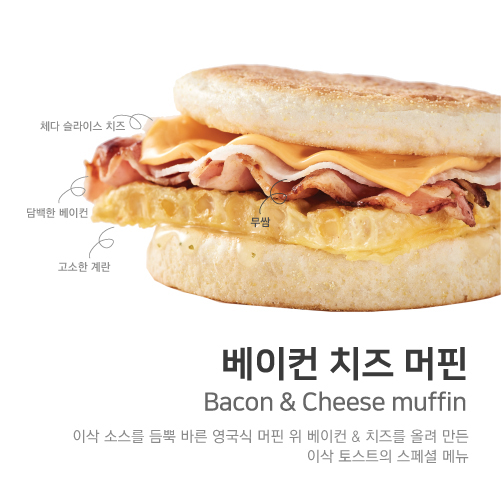 체다 슬라이스 치즈
담백한 베이컨
무쌈
고소한 계란
베이컨 치즈 머핀
Bacon & Cheese muffin
이삭 소스를 듬뿍 바른 영국식 머핀 위 베이컨 & 치즈를 올려 만든
이삭 토스트의 스페셜 메뉴